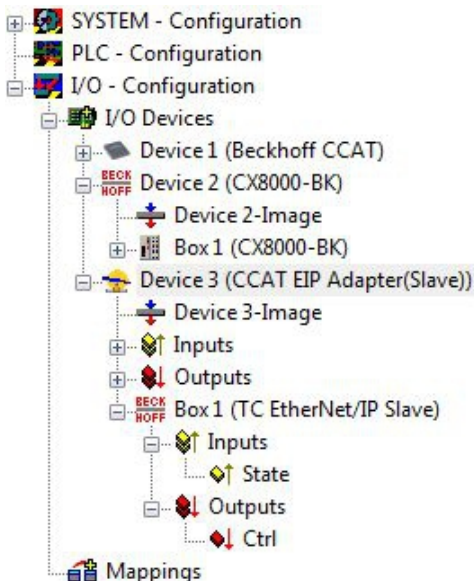 SYSTEM - Configuration
PLC - Configuration
I/O - Configuration
I/O Devices
Device 1 (Beckhoff CCAT)
BECK
HOFF
Device 2 (CX8000-BK)
Device 2-Image
Box 1 (CX8000-BK)
Device 3 (CCAT EIP Adapter(Slave))
Device 3-Image
Inputs
Outputs
BECK
HOFF
Box 1 (TC EtherNet/IP Slave)
Inputs
State
Outputs
Ctrl
Mappings